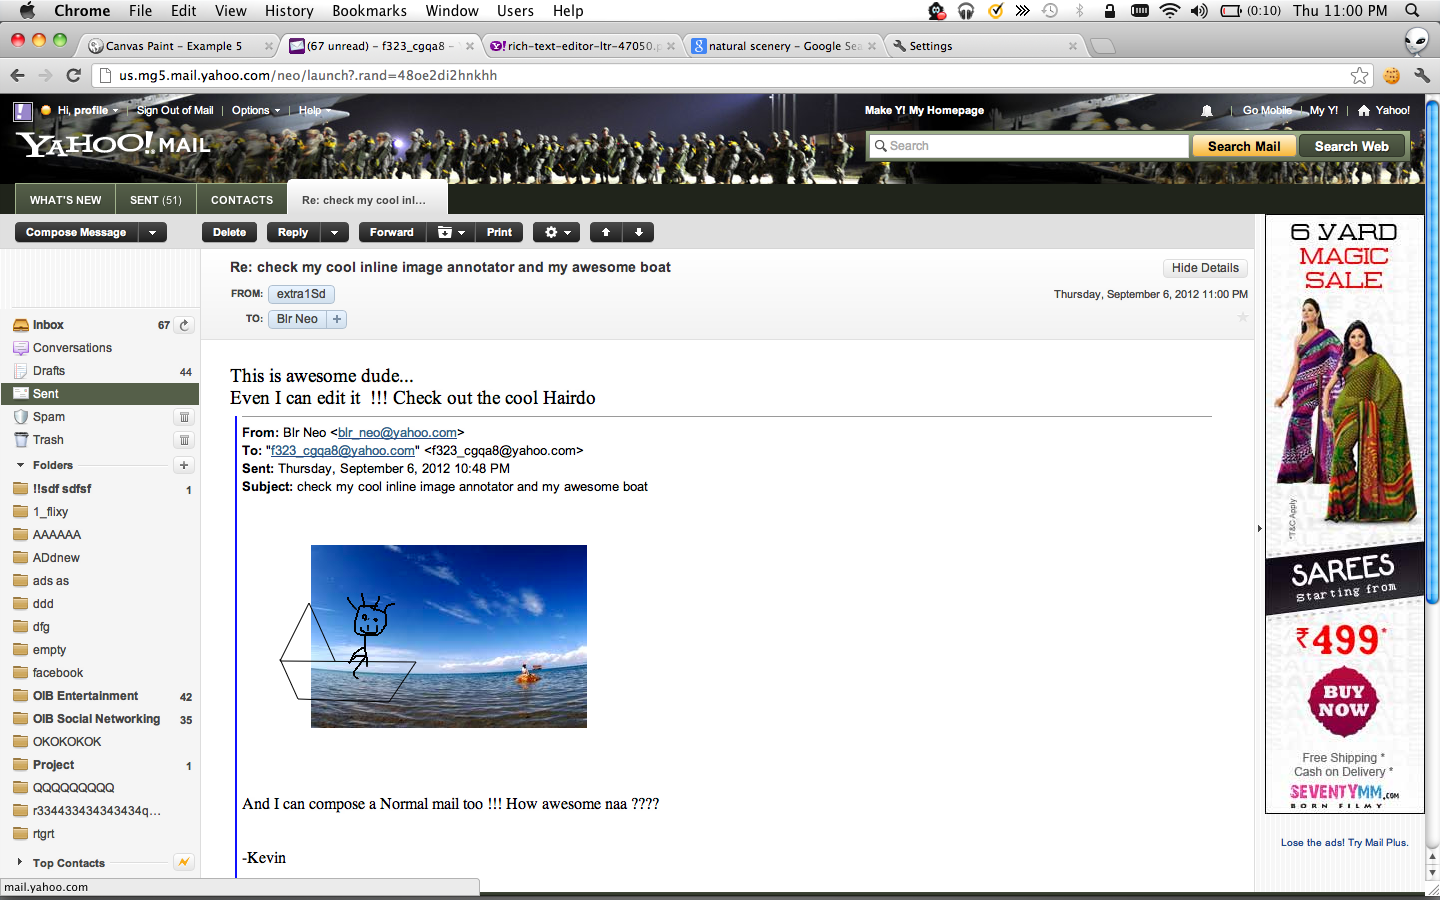 Chrome File Edit View History Bookmarks Window Users Help (0:10) Thu 11:00 PM
Canvas Paint – Example 5 (67 unread) – f323_cgqa8 – rich-text-editor-ltr-47050.p natural scenery – Google Sea Settings
us.mg5.mail.yahoo.com/neo/launch?.rand=48oe2di2hnkhh
Hi, profile Sign Out of Mail Options Help Make Y! My Homepage Go Mobile My Y! Yahoo!
YAHOO! MAIL
Search Search Mail Search Web
WHAT'S NEW SENT (51) CONTACTS Re: check my cool inl...
Compose Message Delete Reply Forward Print
Re: check my cool inline image annotator and my awesome boat Hide Details
FROM: extra1Sd Thursday, September 6, 2012 11:00 PM
TO: Blr Neo +
Inbox 67
Conversations
Drafts 44
Sent
Spam
Trash
Folders +
!!sdf sdfsf 1
1_flixy
AAAAAA
ADdnew
ads as
ddd
dfg
empty
facebook
OIB Entertainment 42
OIB Social Networking 35
OKOKOKOK
Project 1
QQQQQQQQQ
r334433434343434q...
rtgrt
Top Contacts
mail.yahoo.com
This is awesome dude...
Even I can edit it !!! Check out the cool Hairdo
From: Blr Neo <blr_neo@yahoo.com>
To: "f323_cgqa8@yahoo.com" <f323_cgqa8@yahoo.com>
Sent: Thursday, September 6, 2012 10:48 PM
Subject: check my cool inline image annotator and my awesome boat
And I can compose a Normal mail too !!! How awesome naa ????
-Kevin
6 YARD
MAGIC
SALE
*T&C Apply
SAREES
Starting from
₹499*
BUY
NOW
Free Shipping *
Cash on Delivery *
SEVENTYMM.COM
BORN FILMY
Lose the ads! Try Mail Plus.